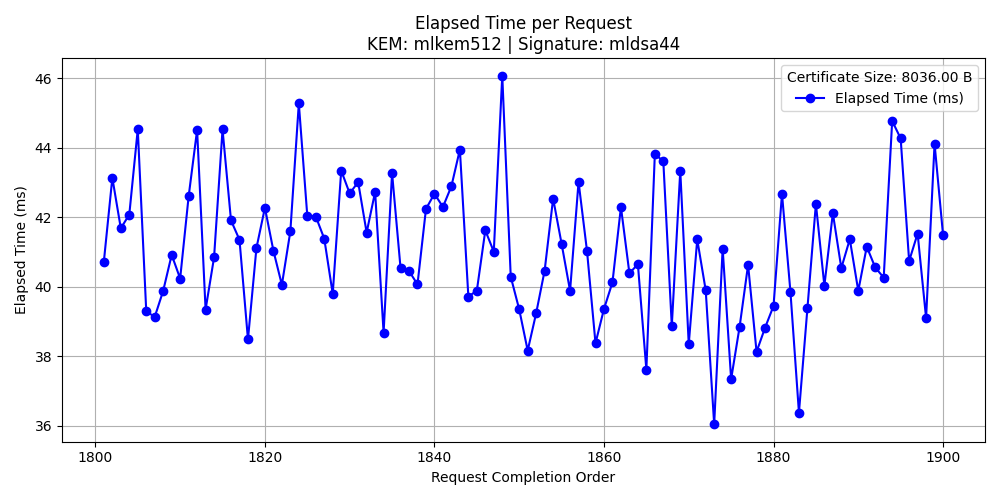 Elapsed Time per Request
KEM: mlkem512 | Signature: mldsa44
Certificate Size: 8036.00 B
Elapsed Time (ms)
Elapsed Time (ms)
46
44
42
40
38
36
1800 1820 1840 1860 1880 1900
Request Completion Order